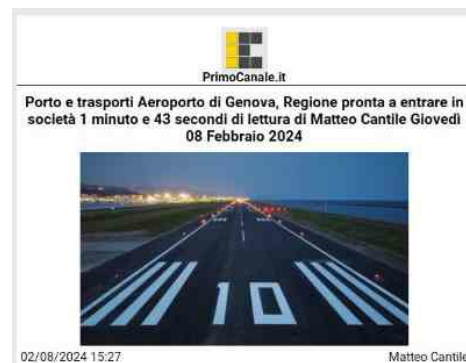 PrimoCanale.it
Porto e trasporti Aeroporto di Genova, Regione pronta a entrare in
società 1 minuto e 43 secondi di lettura di Matteo Cantile Giovedì
08 Febbraio 2024
10
02/08/2024 15:27
Matteo Cantile